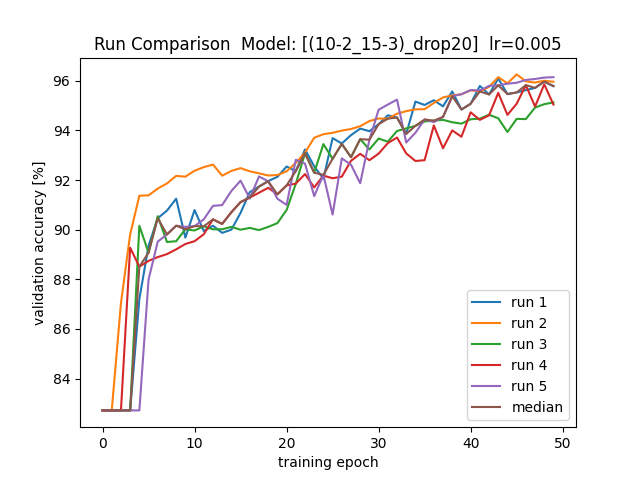 Run Comparison  Model: [(10-2_15-3)_drop20]  lr=0.005
validation accuracy [%]
96
94
92
90
88
86
84
0 10 20 30 40 50
training epoch
run 1
run 2
run 3
run 4
run 5
median